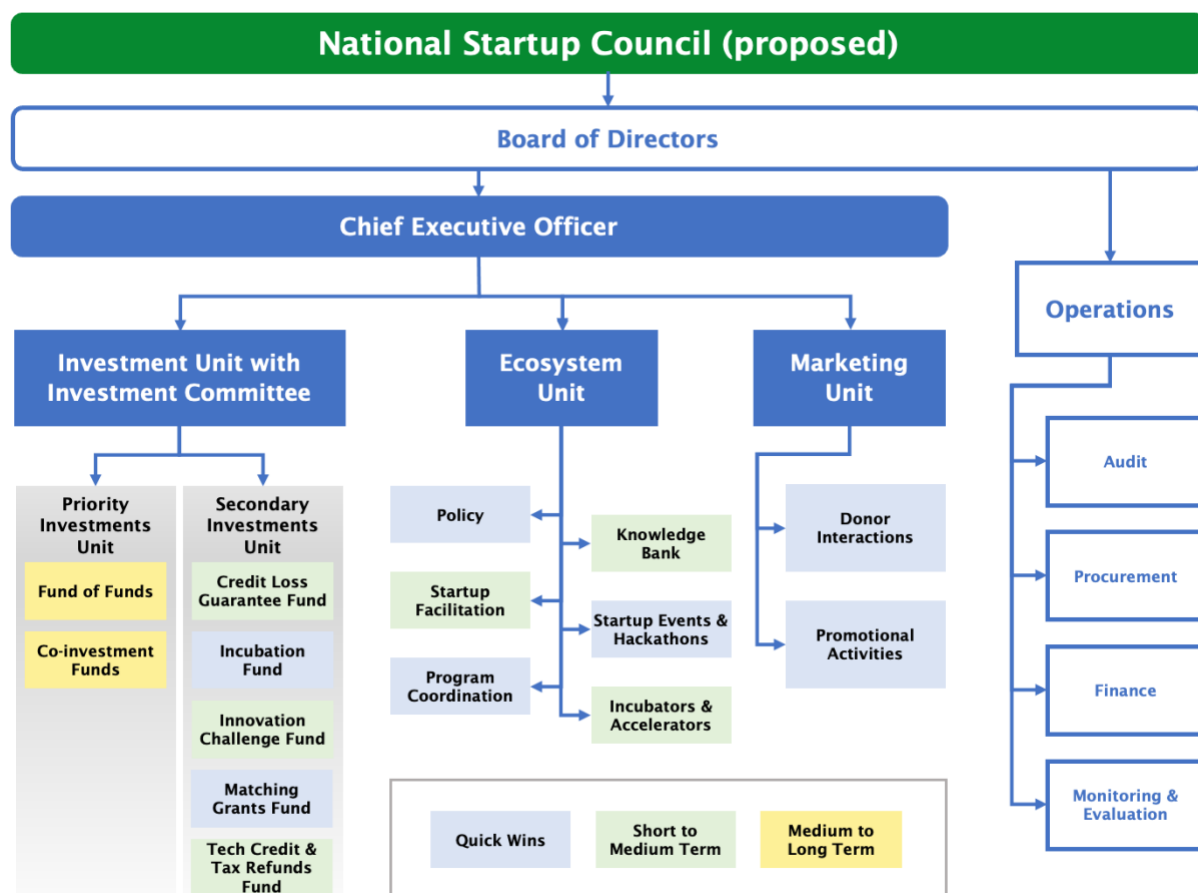 National Startup Council (proposed)
Board of Directors
Chief Executive Officer
Operations
Investment Unit with
Investment Committee
Ecosystem
Unit
Marketing
Unit
Priority
Investments
Unit
Fund of Funds
Co-investment
Funds
Secondary
Investments
Unit
Credit Loss
Guarantee Fund
Incubation
Fund
Innovation
Challenge Fund
Matching
Grants Fund
Tech Credit &
Tax Refunds
Fund
Policy
Knowledge
Bank
Startup
Facilitation
Startup Events &
Hackathons
Program
Coordination
Incubators &
Accelerators
Donor
Interactions
Promotional
Activities
Audit
Procurement
Finance
Monitoring &
Evaluation
Quick Wins
Short to
Medium Term
Medium to
Long Term